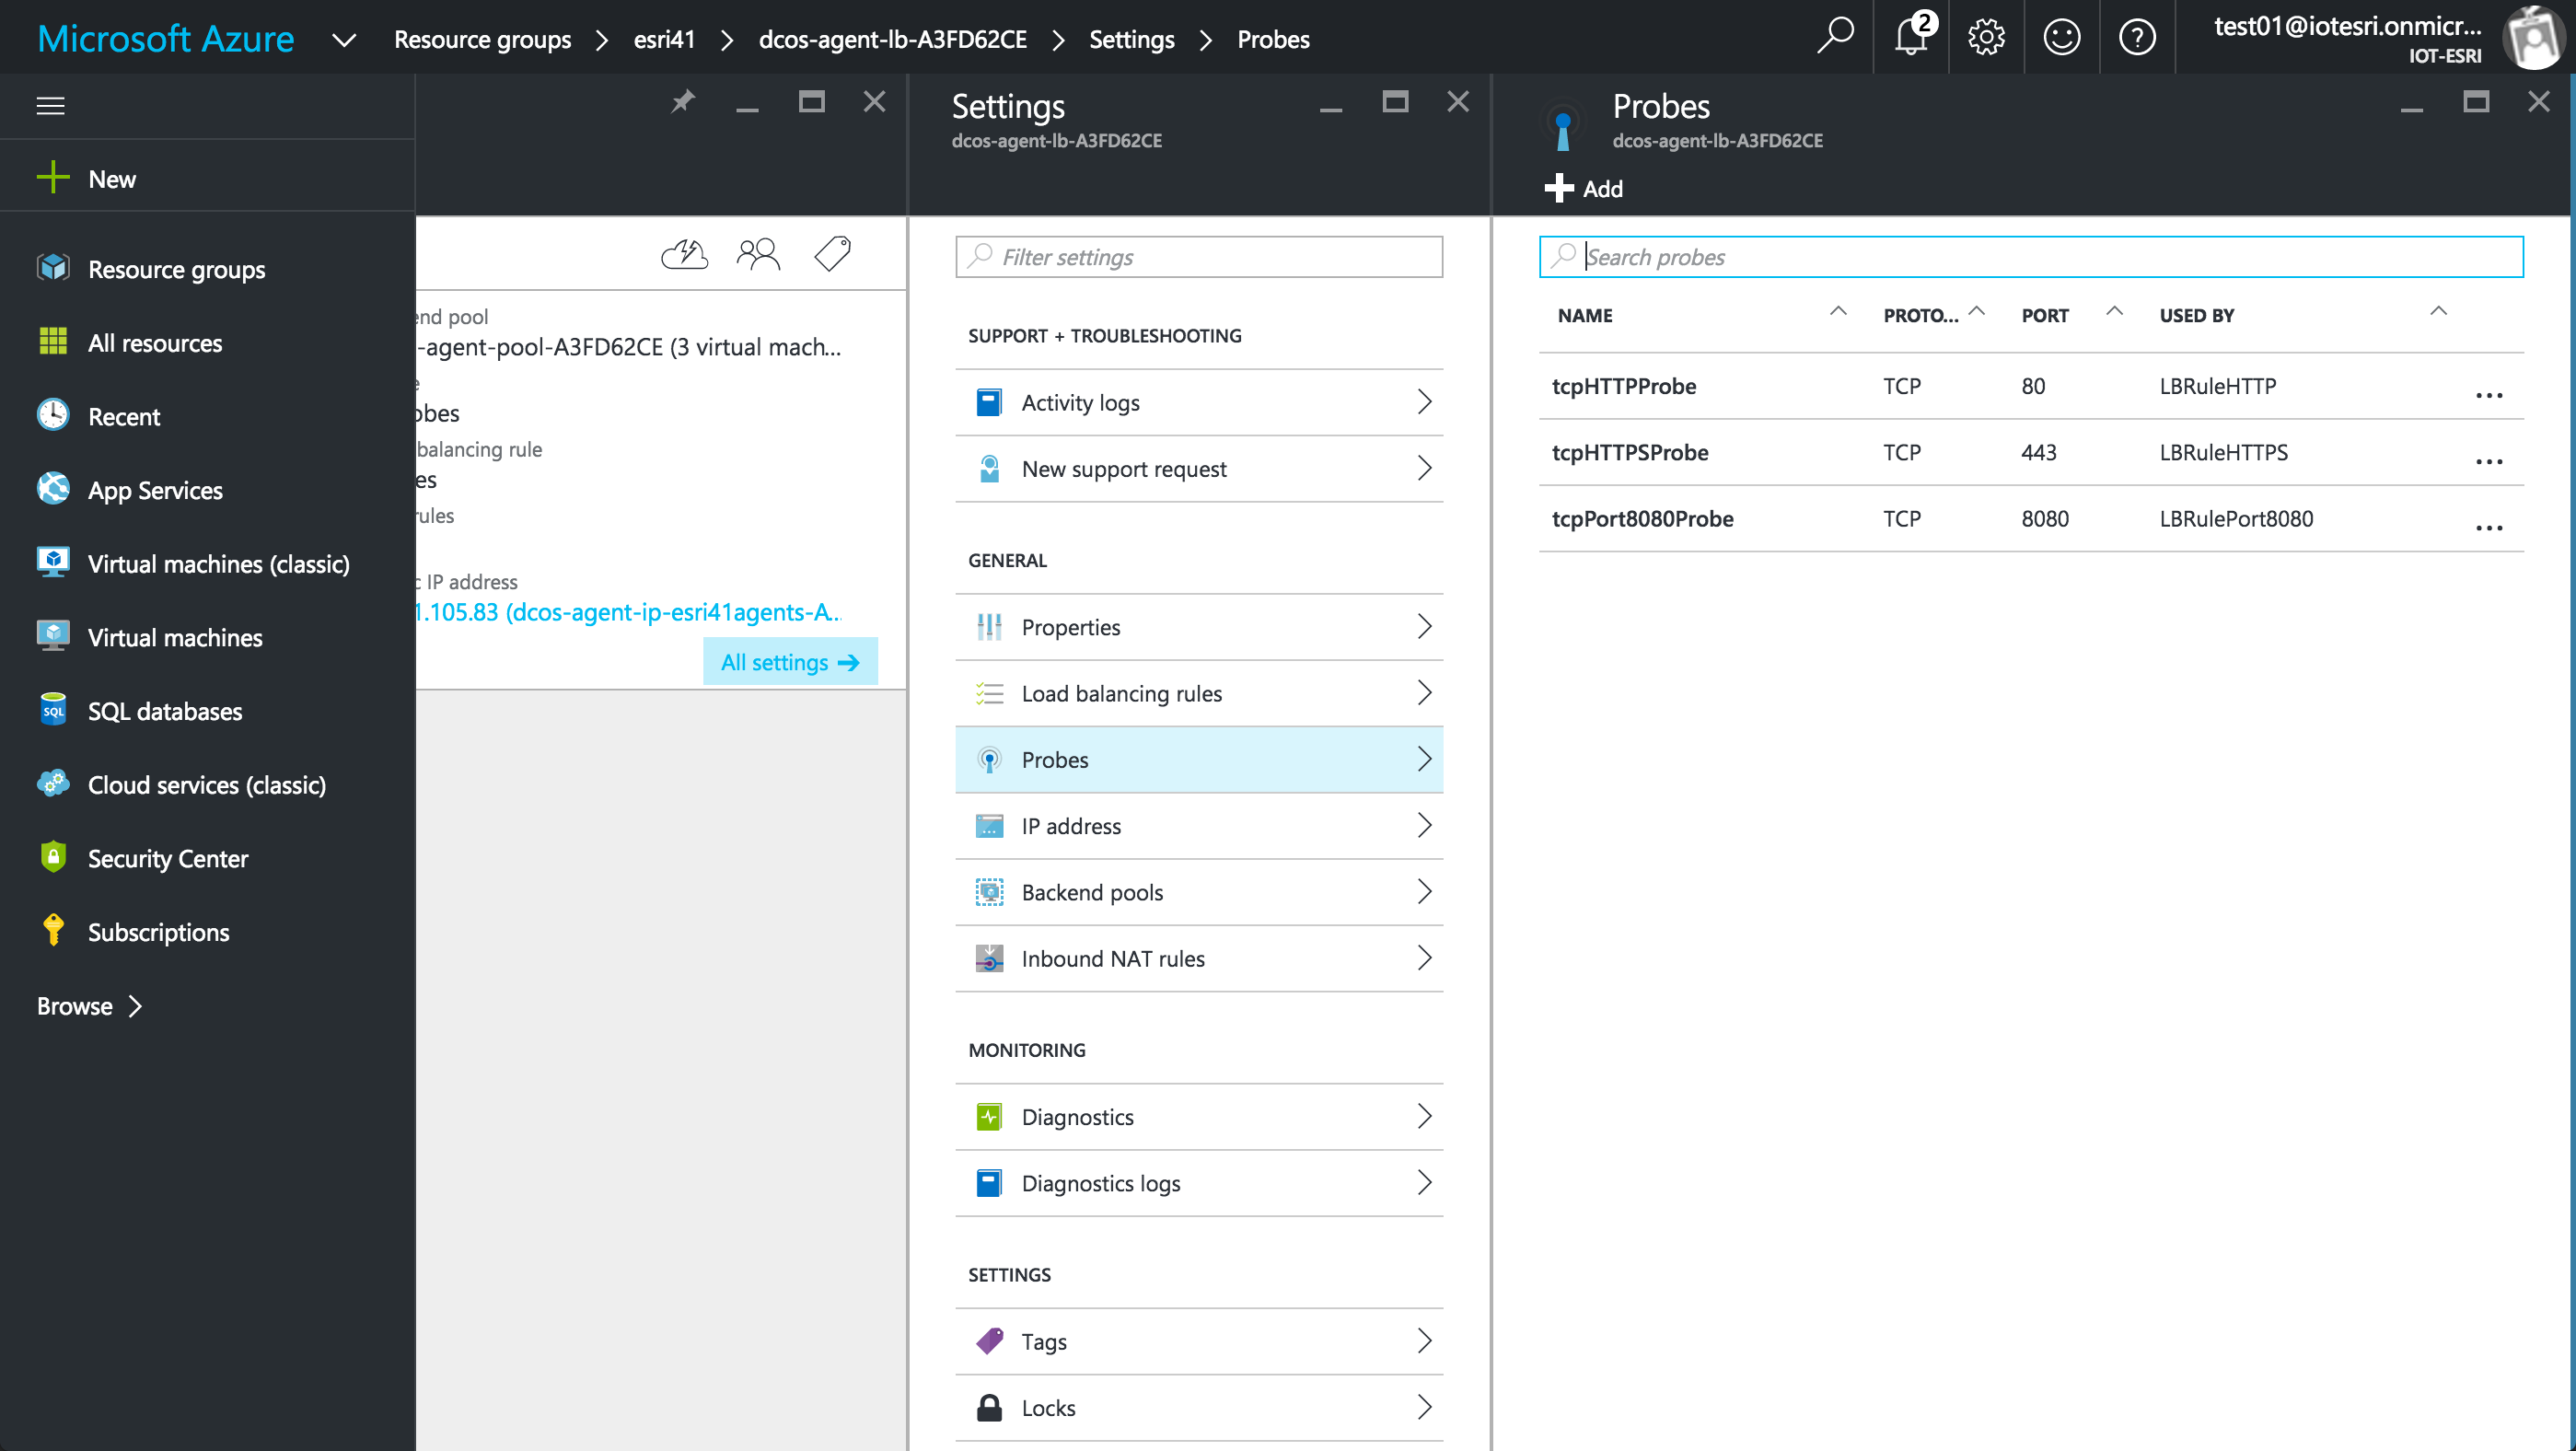 Microsoft Azure
Resource groups
esri41
dcos-agent-lb-A3FD62CE
Settings
Probes
2
test01@iotesri.onmicr...
IOT-ESRI
New
Resource groups
All resources
Recent
App Services
Virtual machines (classic)
Virtual machines
SQL
SQL databases
Cloud services (classic)
Security Center
Subscriptions
Browse
end pool
-agent-pool-A3FD62CE (3 virtual mach...
e
obes
balancing rule
es
rules
c IP address
1.105.83 (dcos-agent-ip-esri41agents-A...
All settings
Settings
dcos-agent-lb-A3FD62CE
Filter settings
SUPPORT + TROUBLESHOOTING
Activity logs
New support request
GENERAL
Properties
Load balancing rules
Probes
IP address
Backend pools
Inbound NAT rules
MONITORING
Diagnostics
Diagnostics logs
SETTINGS
Tags
Locks
Probes
dcos-agent-lb-A3FD62CE
Add
Search probes
NAME PROTO... PORT USED BY
tcpHTTPProbe TCP 80 LBRuleHTTP ...
tcpHTTPSProbe TCP 443 LBRuleHTTPS ...
tcpPort8080Probe TCP 8080 LBRulePort8080 ...